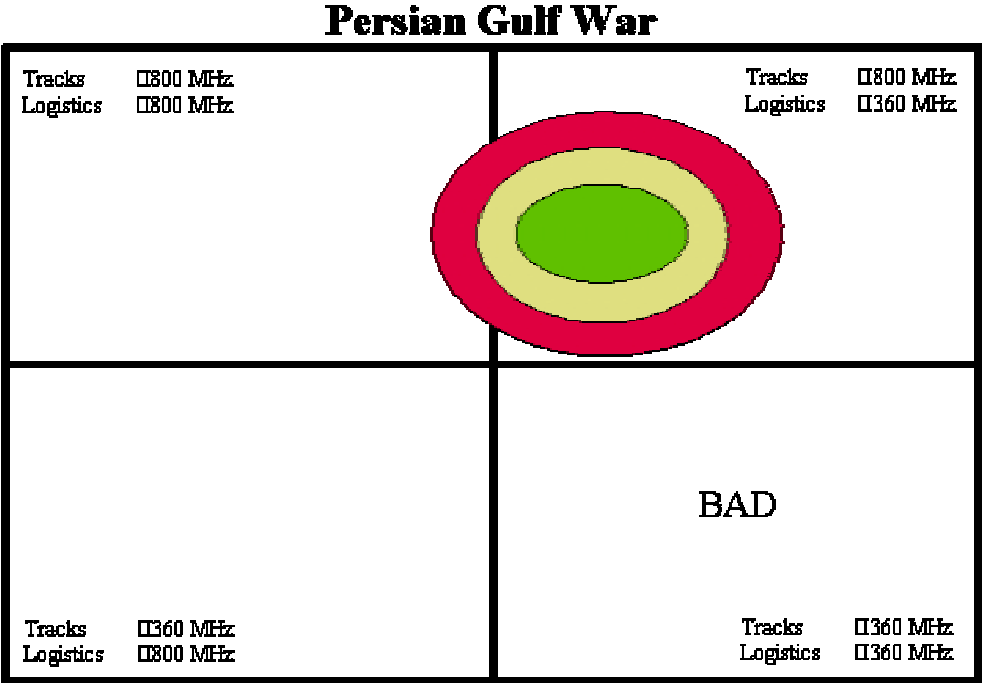 Persian Gulf War
Tracks □800 MHz
Logistics □800 MHz
Tracks □800 MHz
Logistics □360 MHz
BAD
Tracks □360 MHz
Logistics □800 MHz
Tracks □360 MHz
Logistics □360 MHz